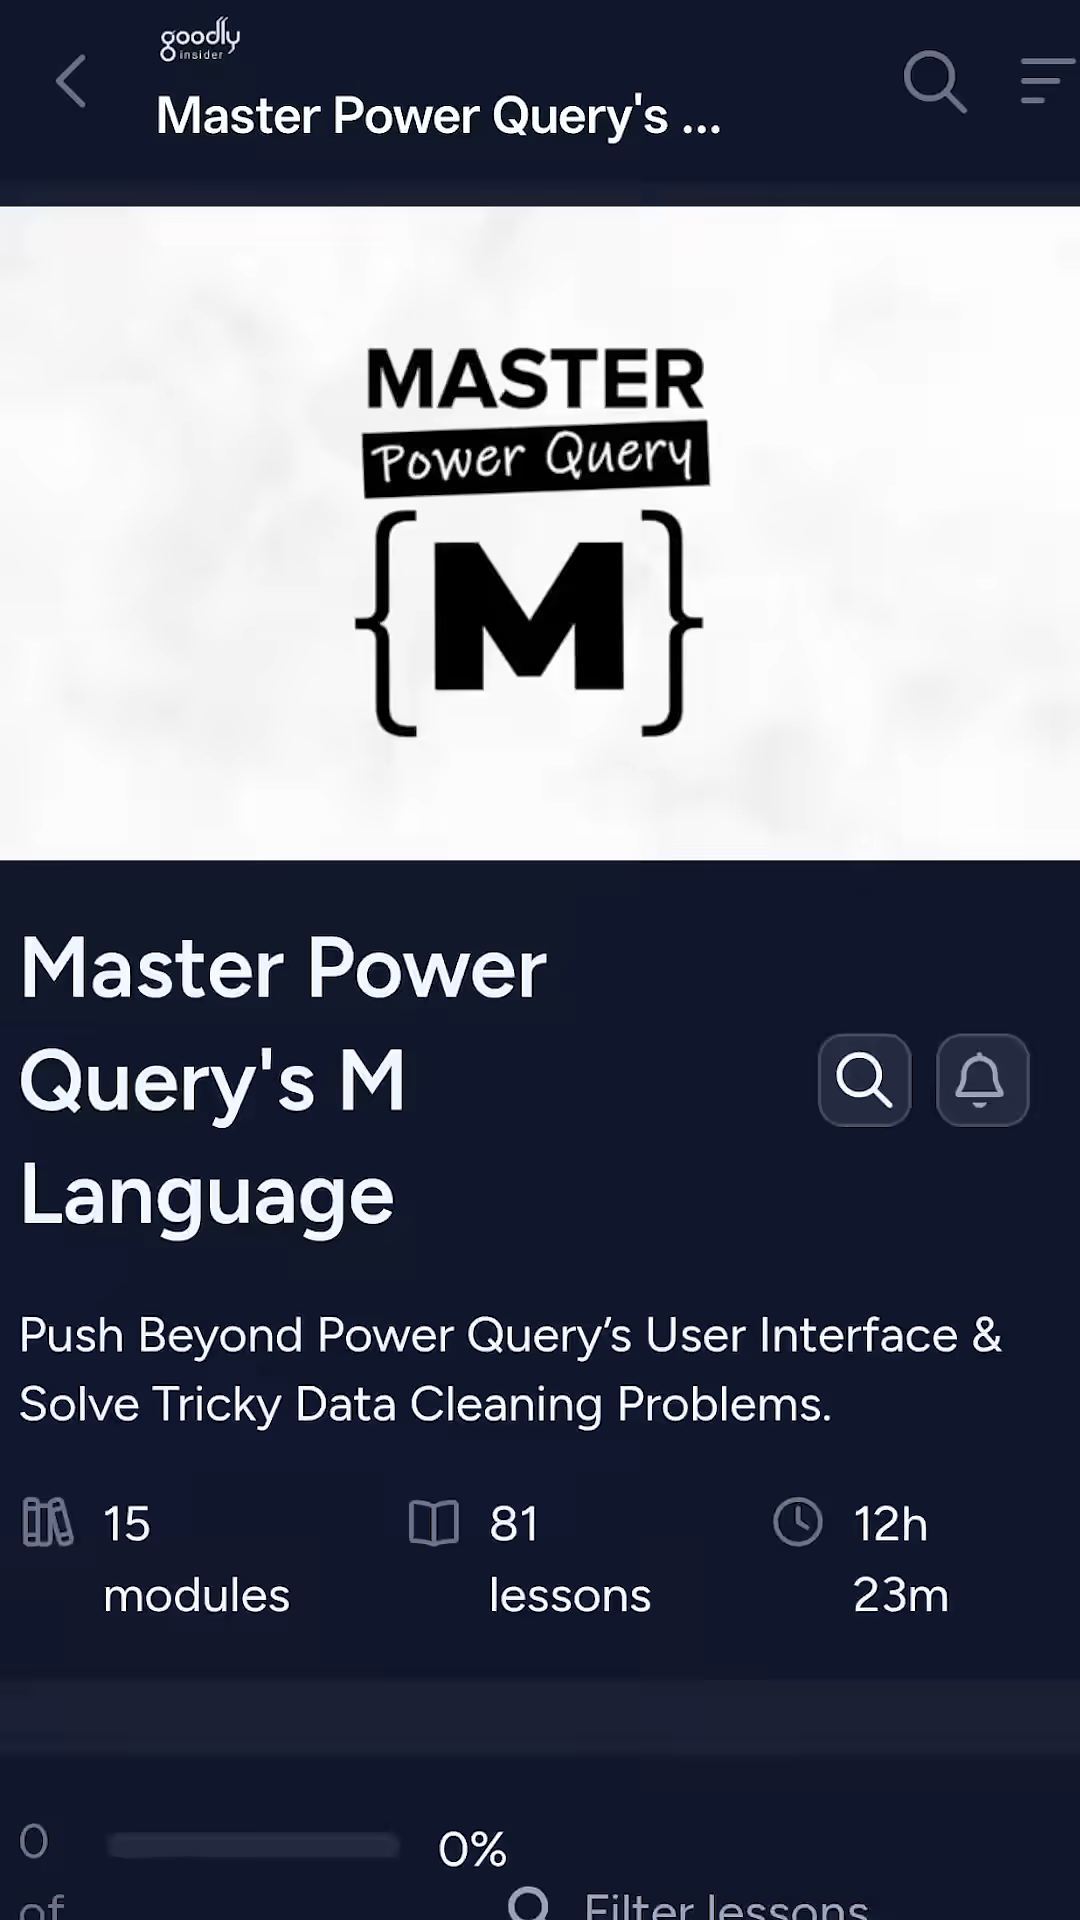 goodly
insider
Master Power Query's ...
MASTER
Power Query
{M}
Master Power
Query's M
Language
Push Beyond Power Query’s User Interface &
Solve Tricky Data Cleaning Problems.
15 modules
81 lessons
12h 23m
0
0%
of
Filter lessons